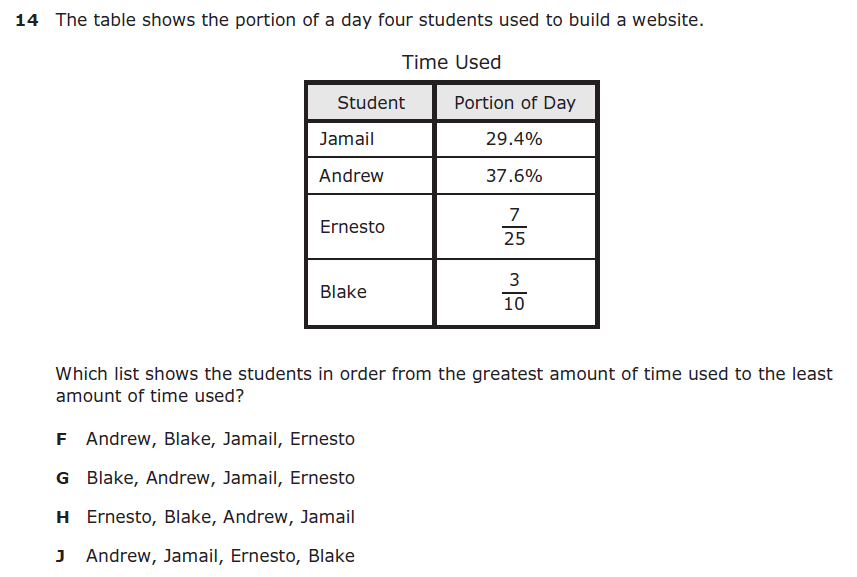 14 The table shows the portion of a day four students used to build a website.
Time Used
Student Portion of Day
Jamail 29.4%
Andrew 37.6%
Ernesto 7/25
Blake 3/10
Which list shows the students in order from the greatest amount of time used to the least
amount of time used?
F Andrew, Blake, Jamail, Ernesto
G Blake, Andrew, Jamail, Ernesto
H Ernesto, Blake, Andrew, Jamail
J Andrew, Jamail, Ernesto, Blake